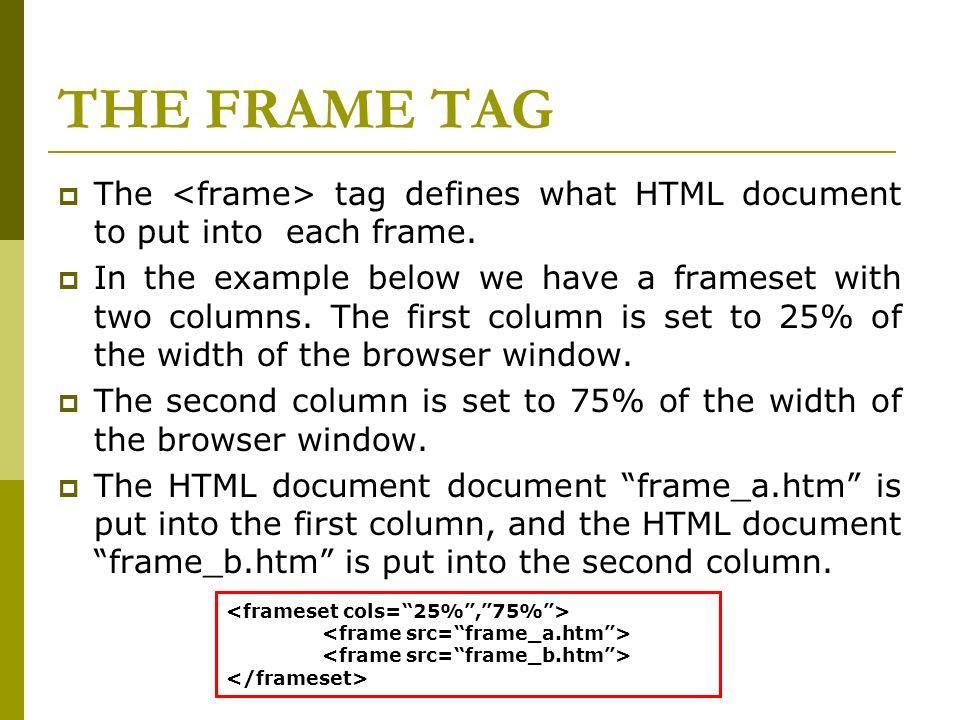 THE FRAME TAG
The <frame> tag defines what HTML document
to put into each frame.
In the example below we have a frameset with
two columns. The first column is set to 25% of
the width of the browser window.
The second column is set to 75% of the width of
the browser window.
The HTML document document “frame_a.htm” is
put into the first column, and the HTML document
“frame_b.htm” is put into the second column.
<frameset cols=“25%”,”75%”>
<frame src=“frame_a.htm”>
<frame src=“frame_b.htm”>
</frameset>